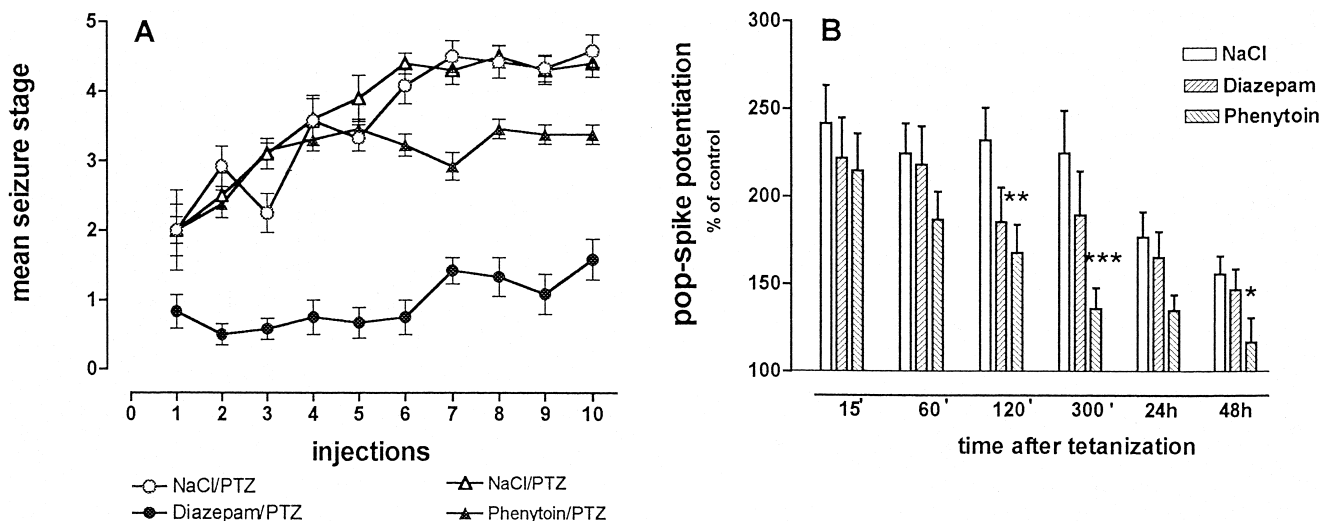 A
mean seizure stage
5
4
3
2
1
0
0 1 2 3 4 5 6 7 8 9 10
injections
NaCl/PTZ
Diazepam/PTZ
NaCl/PTZ
Phenytoin/PTZ
B
pop-spike potentiation
% of control
300
250
200
150
100
NaCl
Diazepam
Phenytoin
**
***
*
15' 60' 120' 300' 24h 48h
time after tetanization